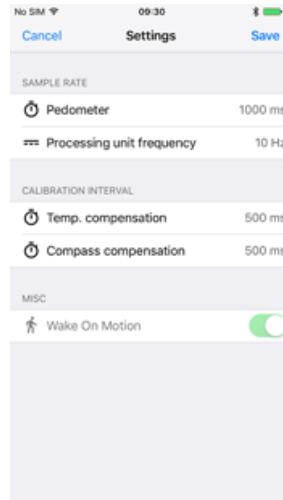 No SIM 09:30
Cancel Settings Save
SAMPLE RATE
Pedometer 1000 ms
Processing unit frequency 10 Hz
CALIBRATION INTERVAL
Temp. compensation 500 ms
Compass compensation 500 ms
MISC
Wake On Motion